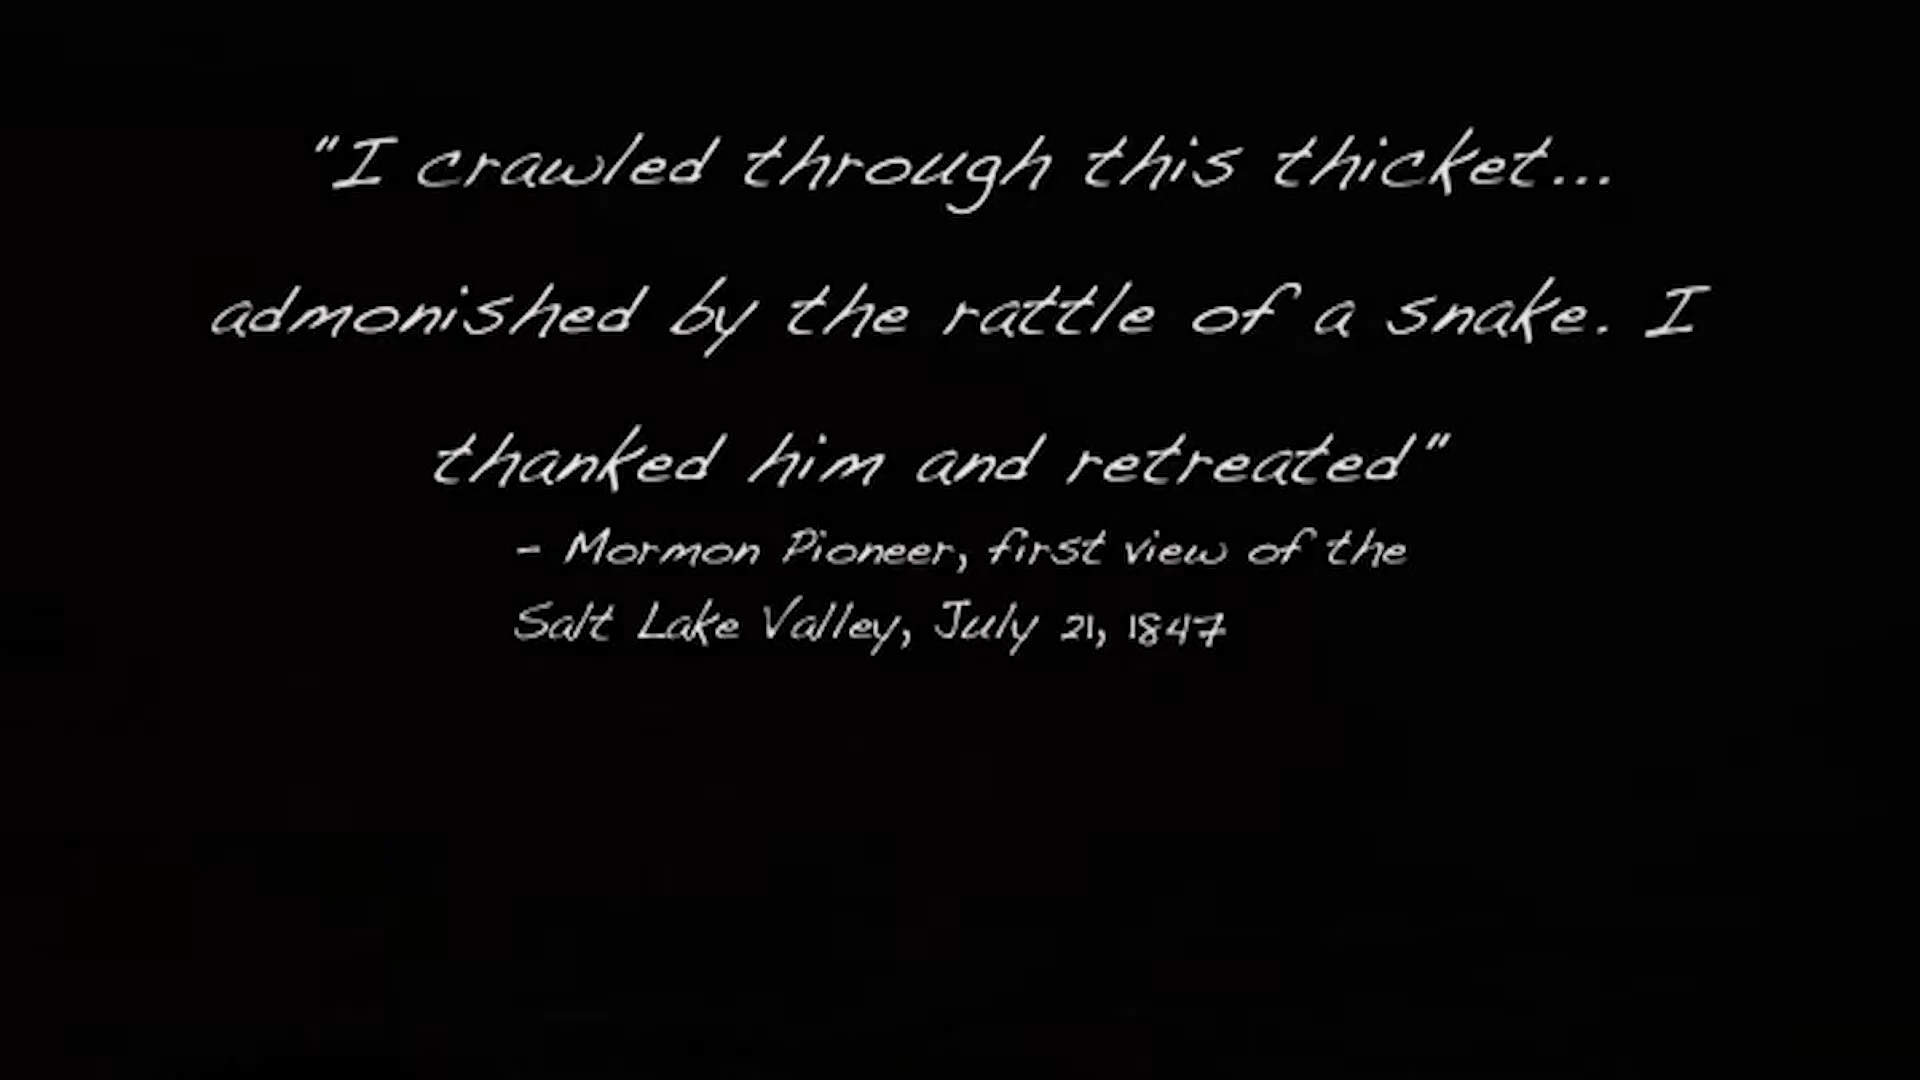 "I crawled through this thicket...
admonished by the rattle of a snake. I
thanked him and retreated"
- Mormon Pioneer, first view of the
Salt Lake Valley, July 21, 1847